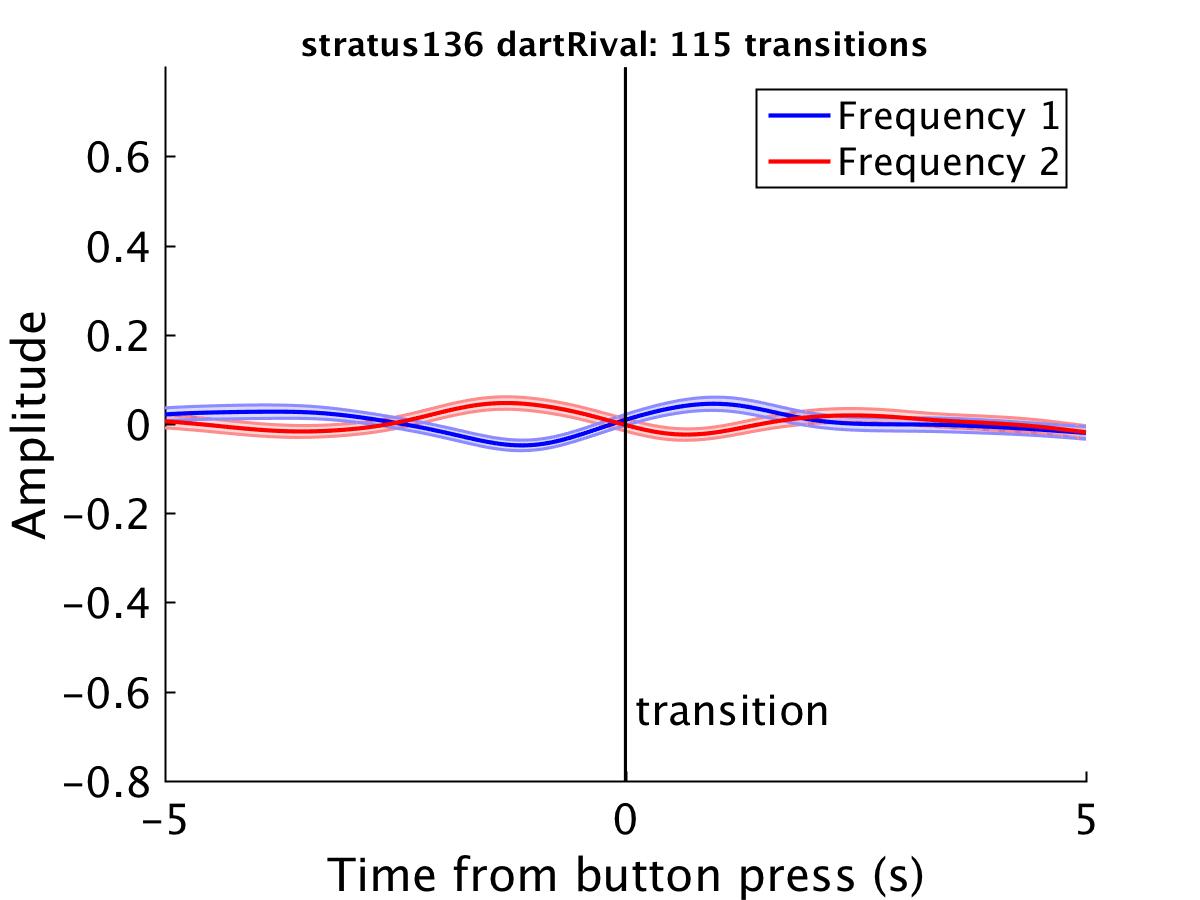 stratus136 dartRival: 115 transitions
Frequency 1
Frequency 2
Amplitude
0.6
0.4
0.2
0
−0.2
−0.4
−0.6
−0.8
transition
−5
0
5
Time from button press (s)